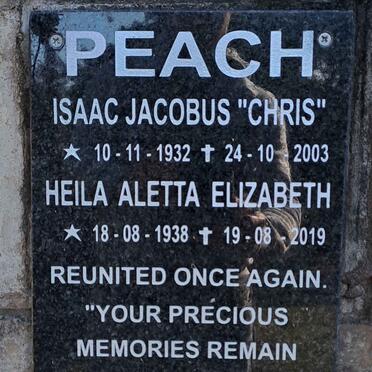 PEACH
ISAAC JACOBUS "CHRIS"
★ 10-11-1932 ✝ 24-10-2003
HEILA ALETTA ELIZABETH
★ 18-08-1938 ✝ 19-08-2019
REUNITED ONCE AGAIN.
"YOUR PRECIOUS
MEMORIES REMAIN